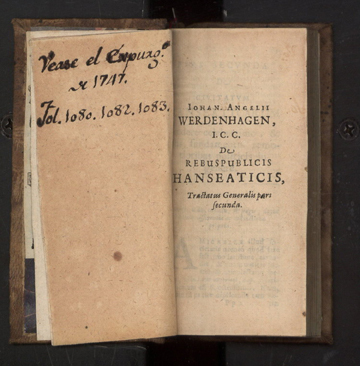 Vease el Expurg.º
de 1747.
Fol. 1080. 1082. 1083.
IOHAN. ANGELII
WERDENHAGEN,
I. C. C.
De
REBUSPUBLICIS
HANSEATICIS,
Tractatus Generalis pars
secunda.